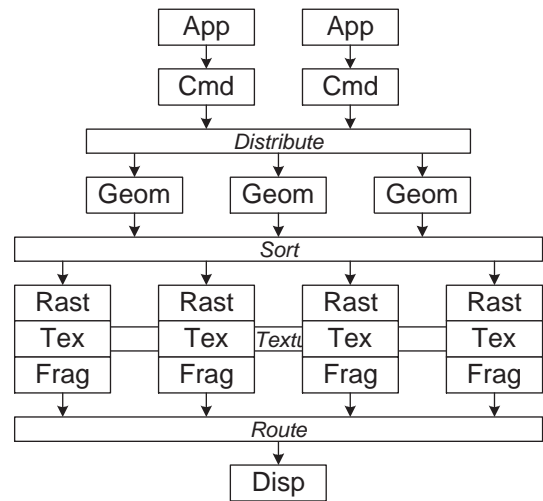 App App
Cmd Cmd
Distribute
Geom Geom Geom
Sort
Rast Rast Rast Rast
Tex Tex Textu Tex Tex
Frag Frag Frag Frag
Route
Disp